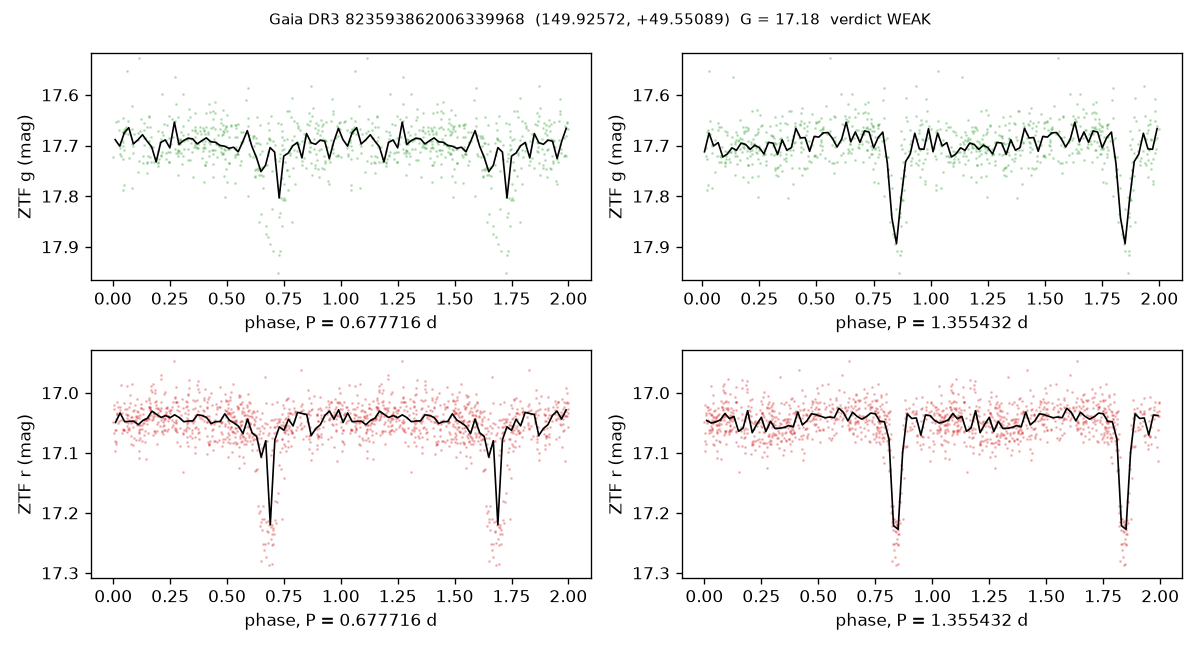 Gaia DR3 823593862006339968  (149.92572, +49.55089)  G = 17.18  verdict WEAK
ZTF g (mag)
17.6
17.7
17.8
17.9
0.00 0.25 0.50 0.75 1.00 1.25 1.50 1.75 2.00
phase, P = 0.677716 d
ZTF g (mag)
17.6
17.7
17.8
17.9
0.00 0.25 0.50 0.75 1.00 1.25 1.50 1.75 2.00
phase, P = 1.355432 d
ZTF r (mag)
17.0
17.1
17.2
17.3
0.00 0.25 0.50 0.75 1.00 1.25 1.50 1.75 2.00
phase, P = 0.677716 d
ZTF r (mag)
17.0
17.1
17.2
17.3
0.00 0.25 0.50 0.75 1.00 1.25 1.50 1.75 2.00
phase, P = 1.355432 d